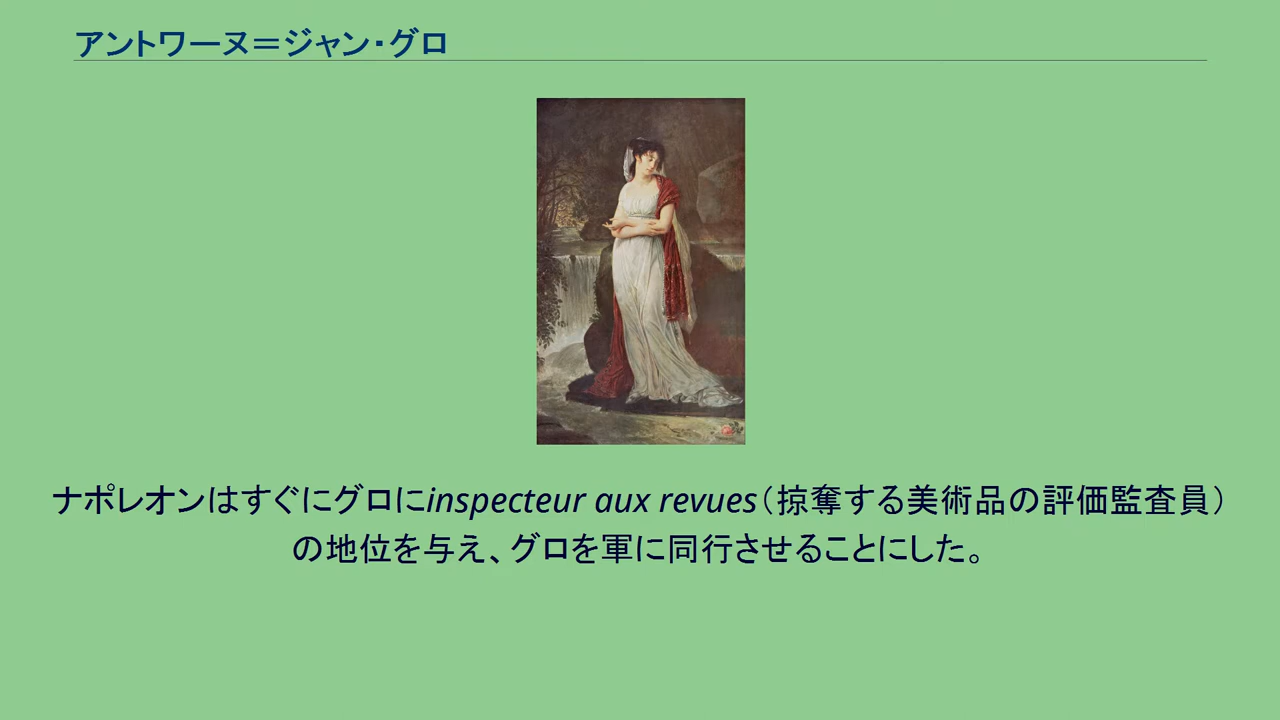 アントワーヌ＝ジャン・グロ
ナポレオンはすぐにグロにinspecteur aux revues（掠奪する美術品の評価監査員）
の地位を与え、グロを軍に同行させることにした。